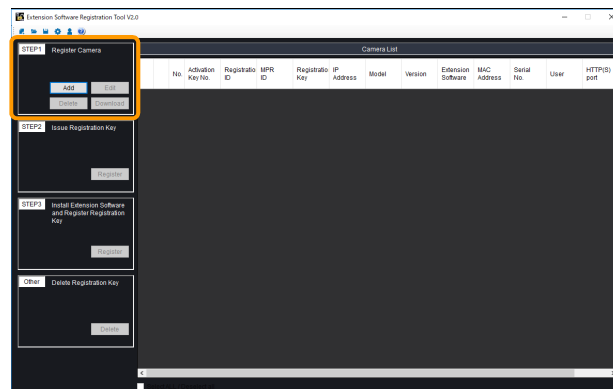 Extension Software Registration Tool V2.0
STEP1 Register Camera
Add Edit
Delete Download
STEP2 Issue Registration Key
Register
STEP3 Install Extension Software
and Register Registration
Key
Register
Other Delete Registration Key
Delete
Camera List
No. Activation Key No. Registratio ID MPR ID Registratio Key IP Address Model Version Extension Software MAC Address Serial No. User HTTP(S) port